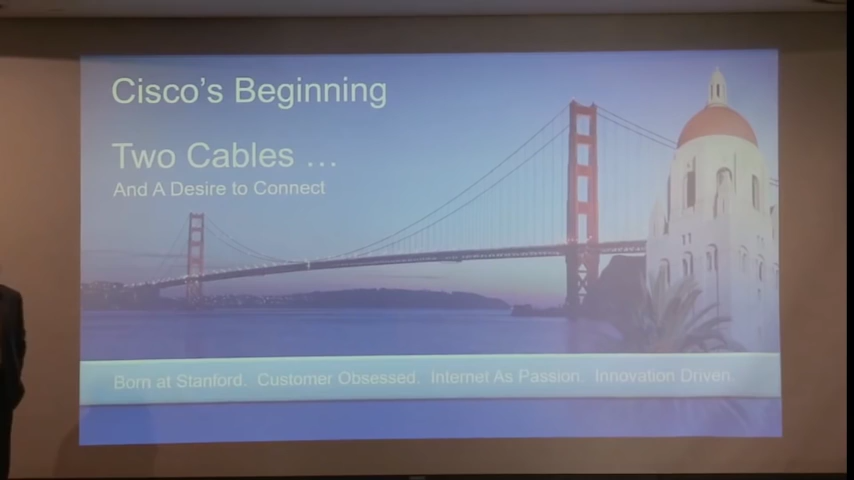 Cisco's Beginning
Two Cables ...
And A Desire to Connect
Born at Stanford. Customer Obsessed. Internet As Passion. Innovation Driven.